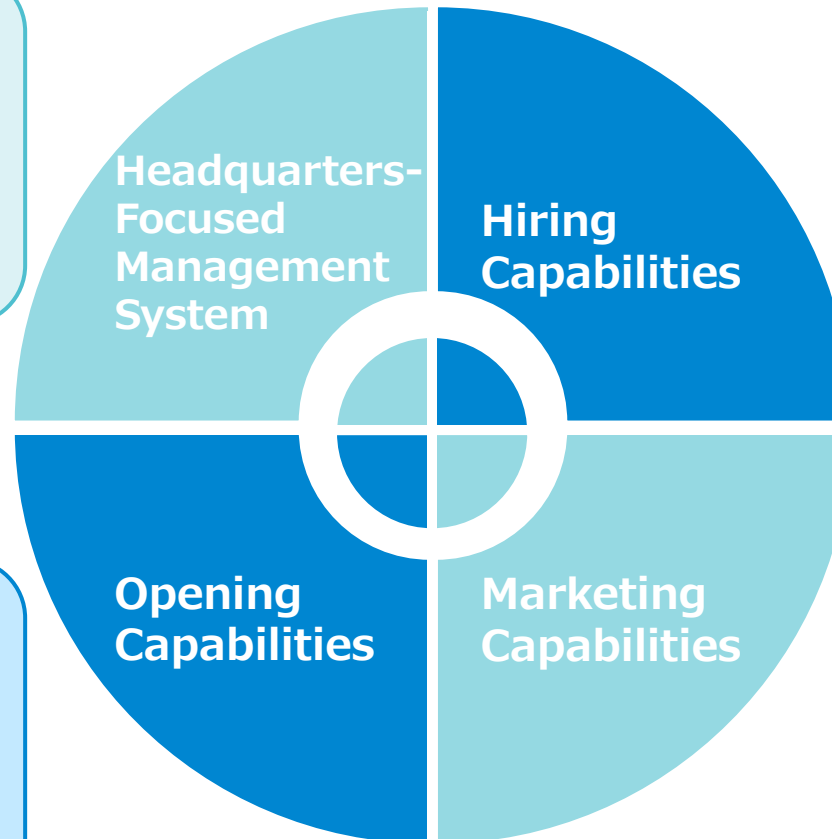 Headquarters-
Focused
Management
System
Hiring
Capabilities
Opening
Capabilities
Marketing
Capabilities